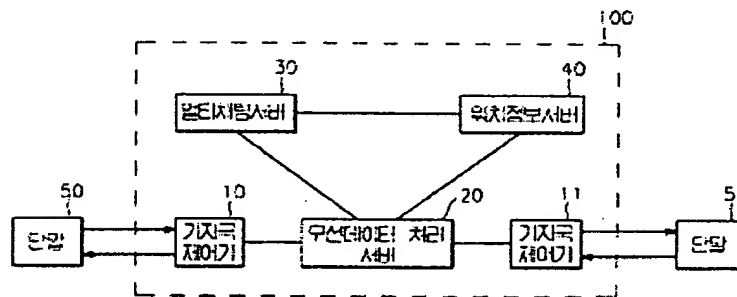 100
30
40
멀티채팅서버
위치정보서버
50
10
20
11
5
단말
기지국
제어기
무선데이터 처리
서버
기지국
제어기
단말